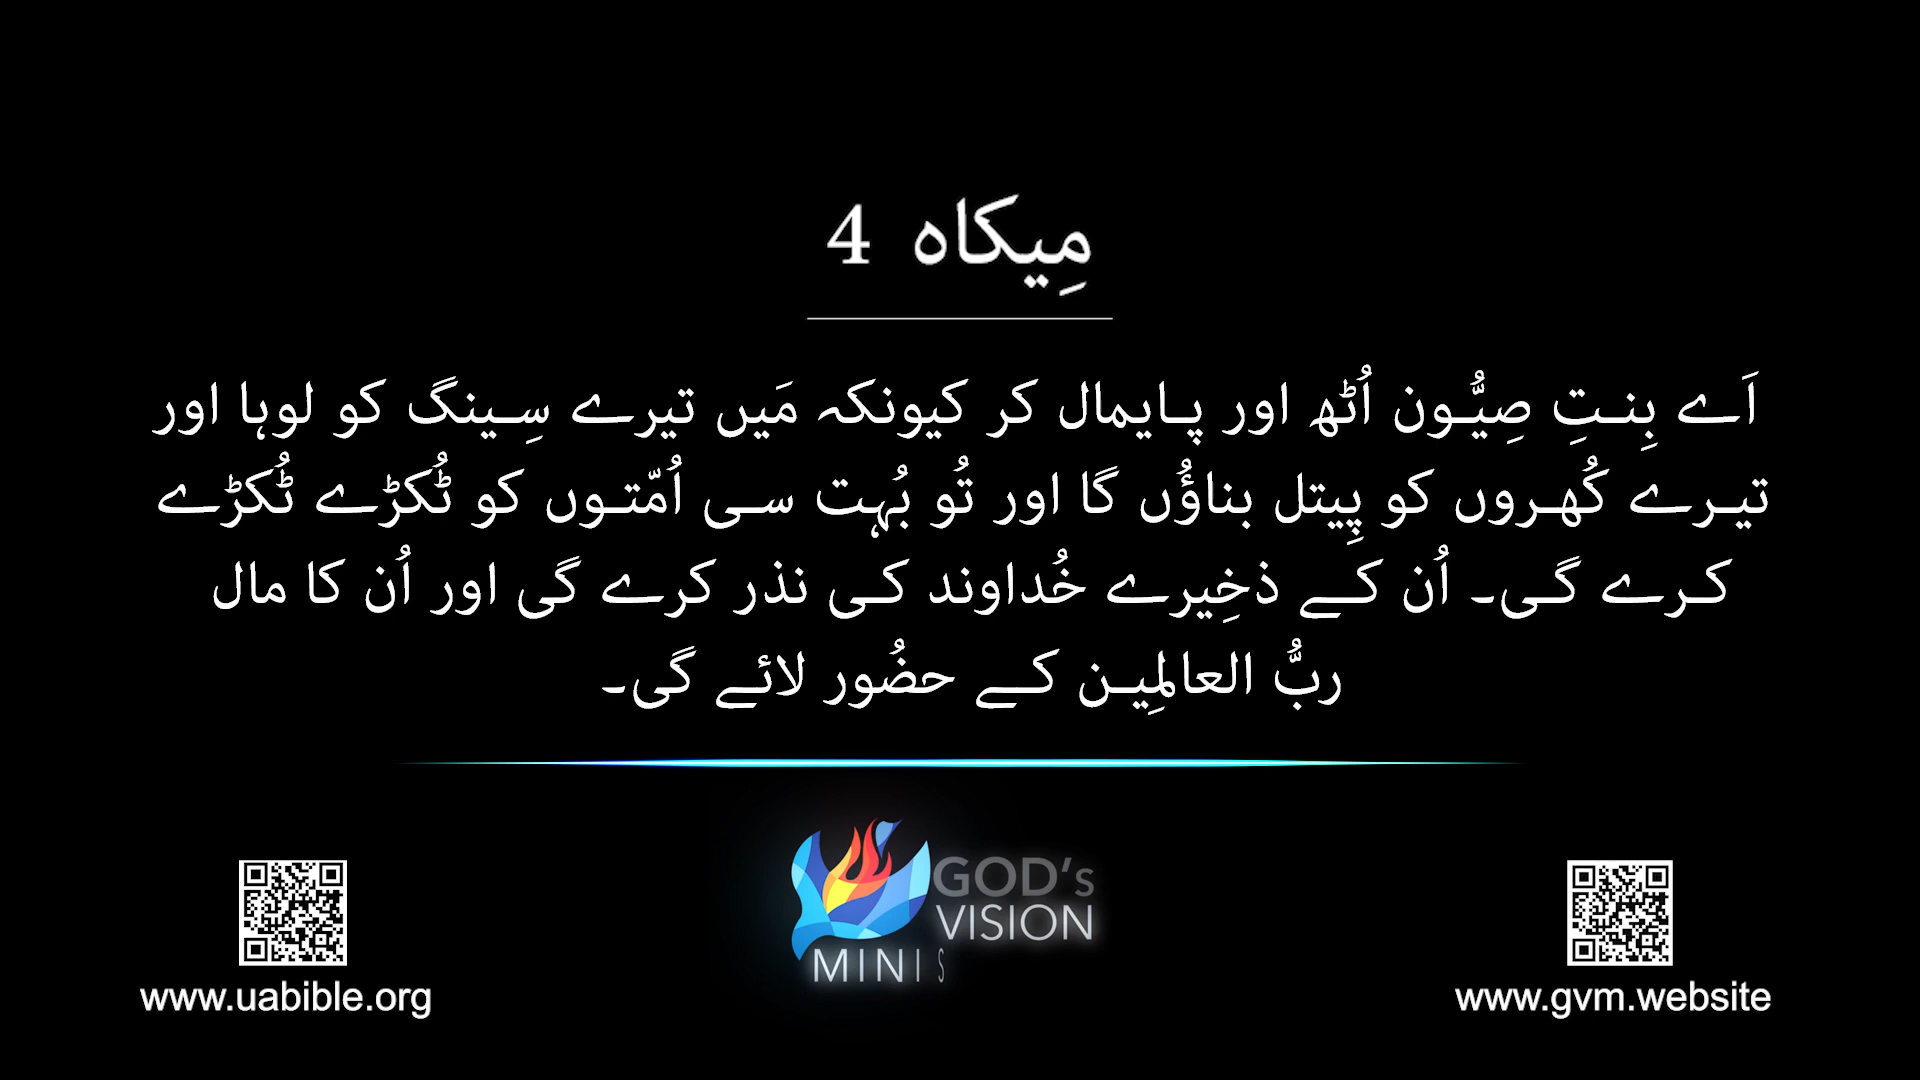 مِیکاہ 4
اَے بِنتِ صِیُّون اُٹھ اور پایمال کر کیونکہ مَیں تیرے سِینگ کو لوہا اور
تیرے کُھروں کو پِیتل بناؤُں گا اور تُو بُہت سی اُمّتوں کو ٹُکڑے ٹُکڑے
کرے گی۔ اُن کے ذخِیرے خُداوند کی نذر کرے گی اور اُن کا مال
ربُّ العالمِین کے حضُور لائے گی۔
GOD's
VISION
MINIS
www.uabible.org
www.gvm.website